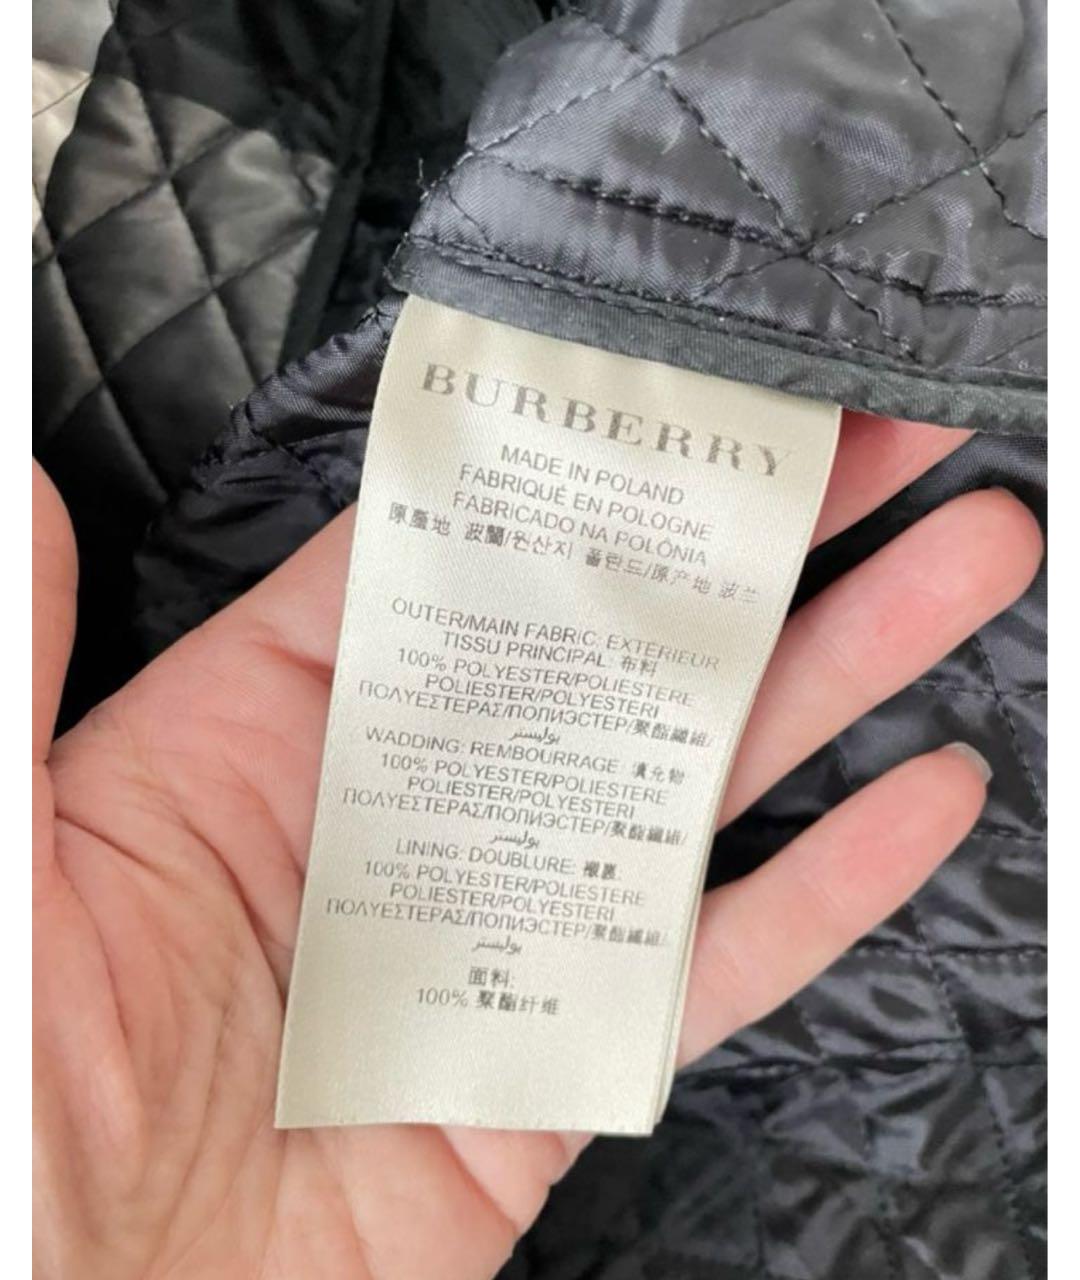 BURBERRY
MADE IN POLAND
FABRIQUÉ EN POLOGNE
FABRICADO NA POLÔNIA
原產地 波蘭/원산지 폴란드/原产地 波兰
OUTER/MAIN FABRIC: EXTÉRIEUR
TISSU PRINCIPAL: 布料
100% POLYESTER/POLIESTERE
POLIESTER/POLYESTERI
ΠΟΛΥΕΣΤΕΡΑΣ/ПОПИЭСТЕР/聚酯纖維/
بوليستر
WADDING: REMBOURRAGE: 填充物
100% POLYESTER/POLIESTERE
POLIESTER/POLYESTERI
ΠΟΛΥΕΣΤΕΡΑΣ/ПОПИЭСТЕР/聚酯纖維/
بوليستر
LINING: DOUBLURE: 襯裏
100% POLYESTER/POLIESTERE
POLIESTER/POLYESTERI
ΠΟΛΥΕΣΤΕΡΑΣ/ПОПИЭСТЕР/聚酯纖維/
بوليستر
面料:
100% 聚酯纤维